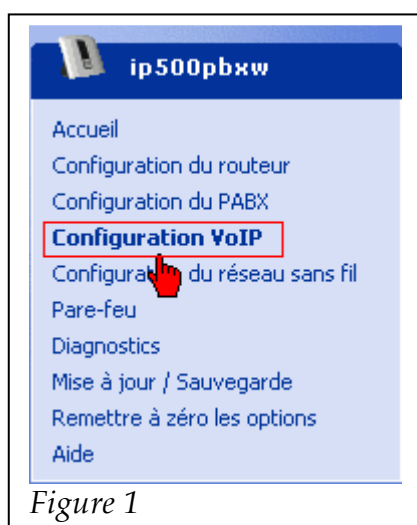 ip500pbxw
Accueil
Configuration du routeur
Configuration du PABX
Configuration VoIP
Configuration du réseau sans fil
Pare-feu
Diagnostics
Mise à jour / Sauvegarde
Remettre à zéro les options
Aide
Figure 1